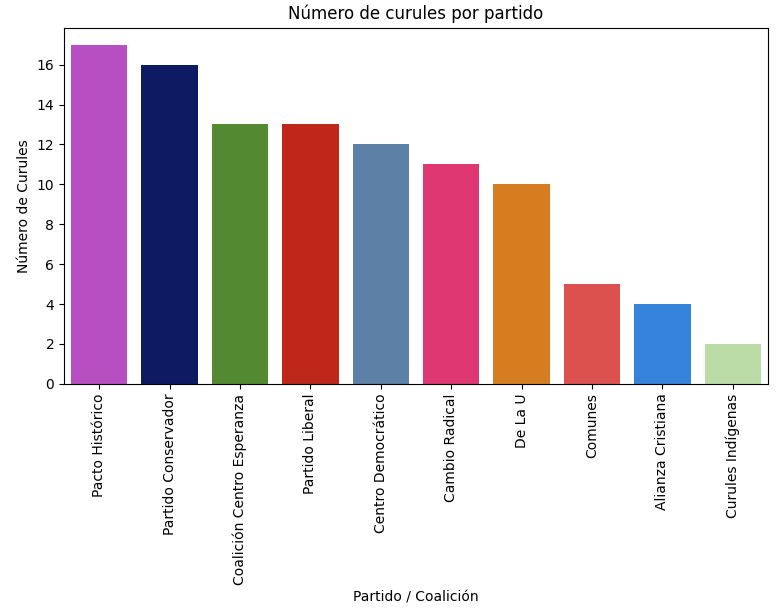 Número de curules por partido
Número de Curules
16
14
12
10
8
6
4
2
0
Pacto Histórico
Partido Conservador
Coalición Centro Esperanza
Partido Liberal
Centro Democrático
Cambio Radical
De La U
Comunes
Alianza Cristiana
Curules Indígenas
Partido / Coalición